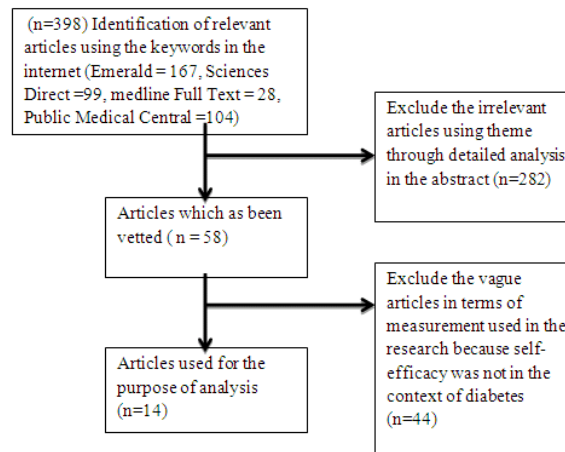 (n=398) Identification of relevant
articles using the keywords in the
internet (Emerald = 167, Sciences
Direct =99, medline Full Text = 28,
Public Medical Central =104)
Exclude the irrelevant
articles using theme
through detailed analysis
in the abstract (n=282)
Articles which as been
vetted ( n = 58)
Exclude the vague
articles in terms of
measurement used in the
research because self-
efficacy was not in the
context of diabetes
(n=44)
Articles used for the
purpose of analysis
(n=14)